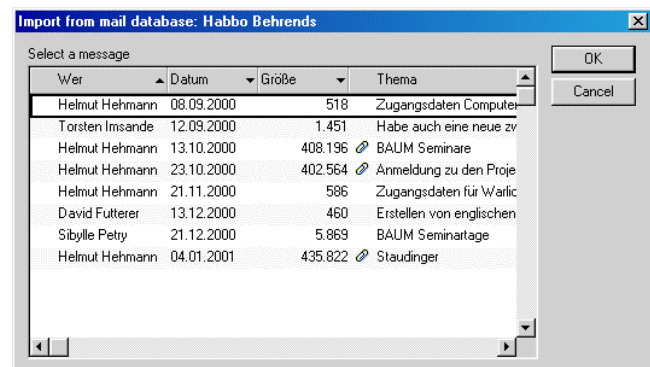 Import from mail database: Habbo Behrends
Select a message
OK
Cancel
Wer Datum Größe Thema
Helmut Hehmann 08.09.2000 518 Zugangsdaten Computer
Torsten Imsande 12.09.2000 1.451 Habe auch eine neue zw
Helmut Hehmann 13.10.2000 408.196 BAUM Seminare
Helmut Hehmann 23.10.2000 402.564 Anmeldung zu den Proje
Helmut Hehmann 21.11.2000 586 Zugangsdaten für Warlic
David Futterer 13.12.2000 460 Erstellen von englischen
Sibylle Petry 21.12.2000 5.869 BAUM Seminartage
Helmut Hehmann 04.01.2001 435.822 Staudinger